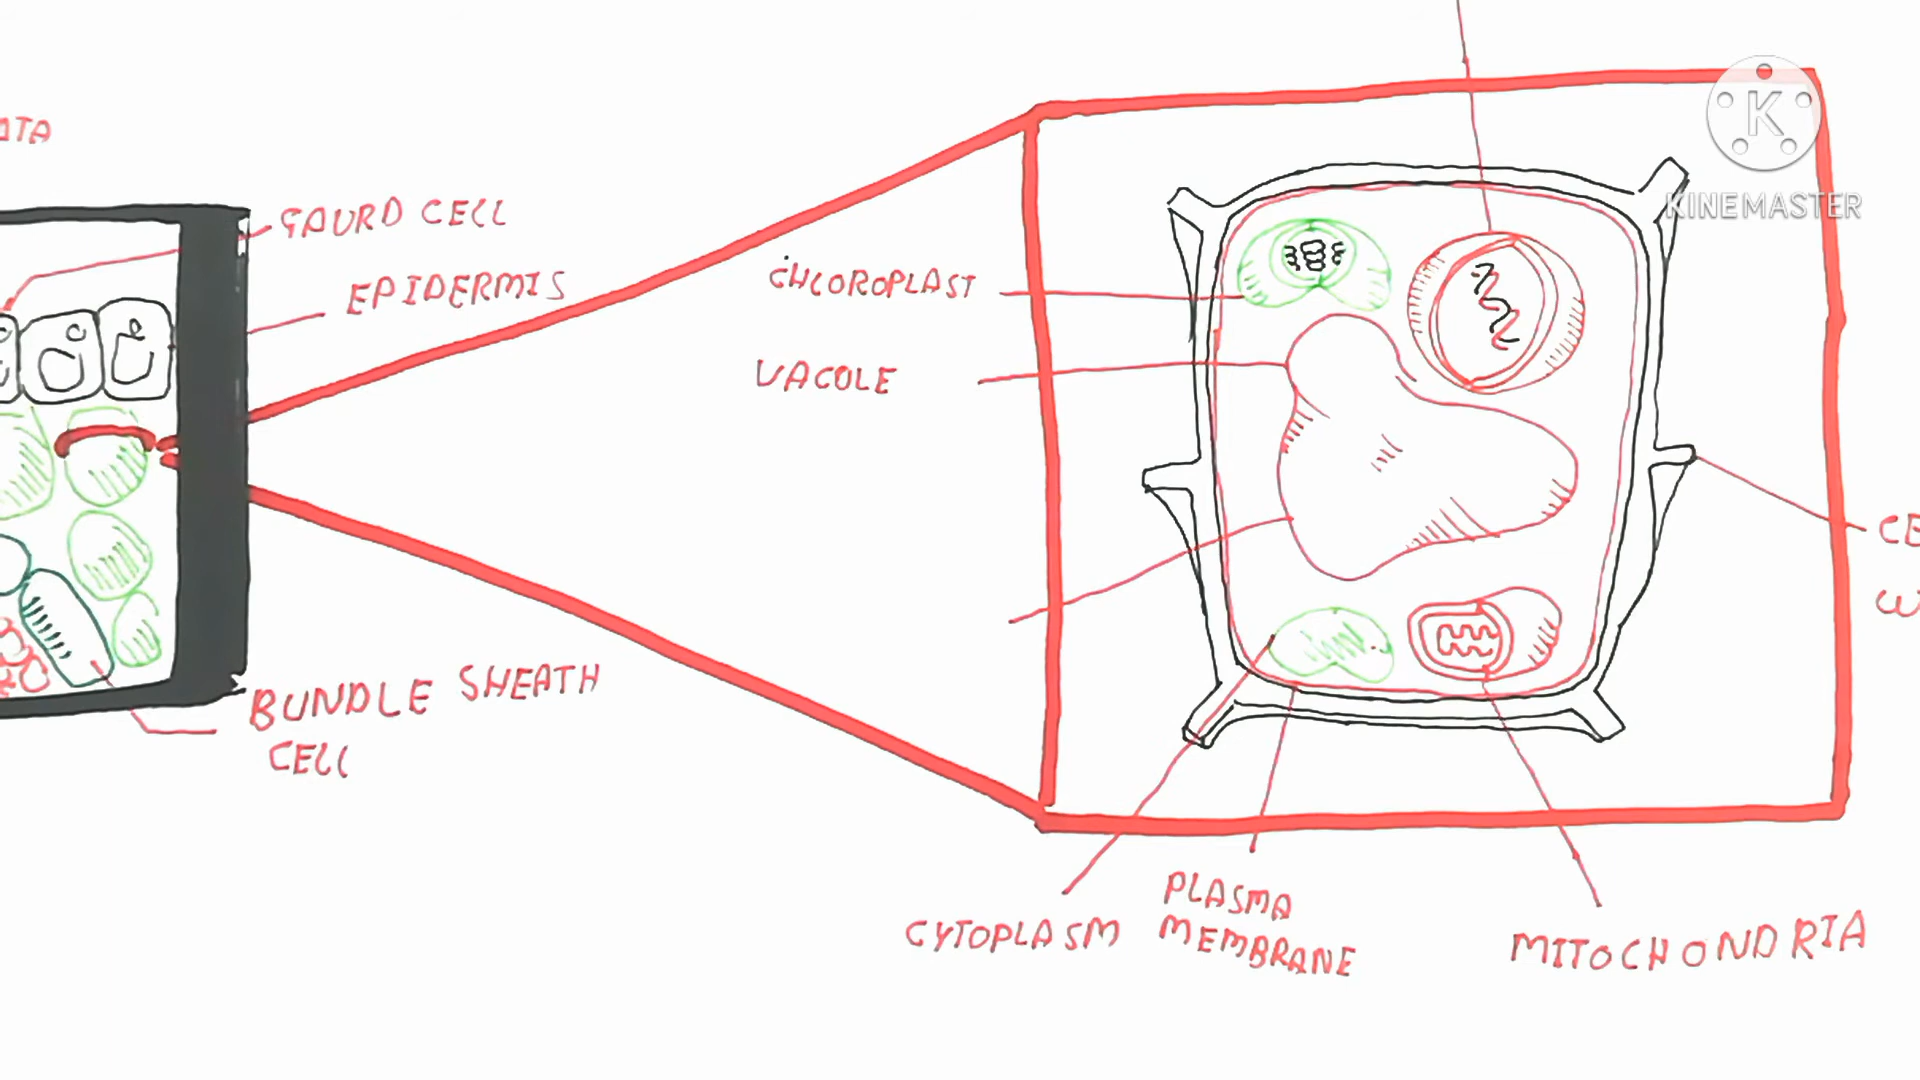 GAURD CELL
EPIDERMIS
CHLOROPLAST
VACOLE
BUNDLE SHEATH
CELL
CYTOPLASM
PLASMA
MEMBRANE
MITOCHONDRIA
K
KINEMASTER